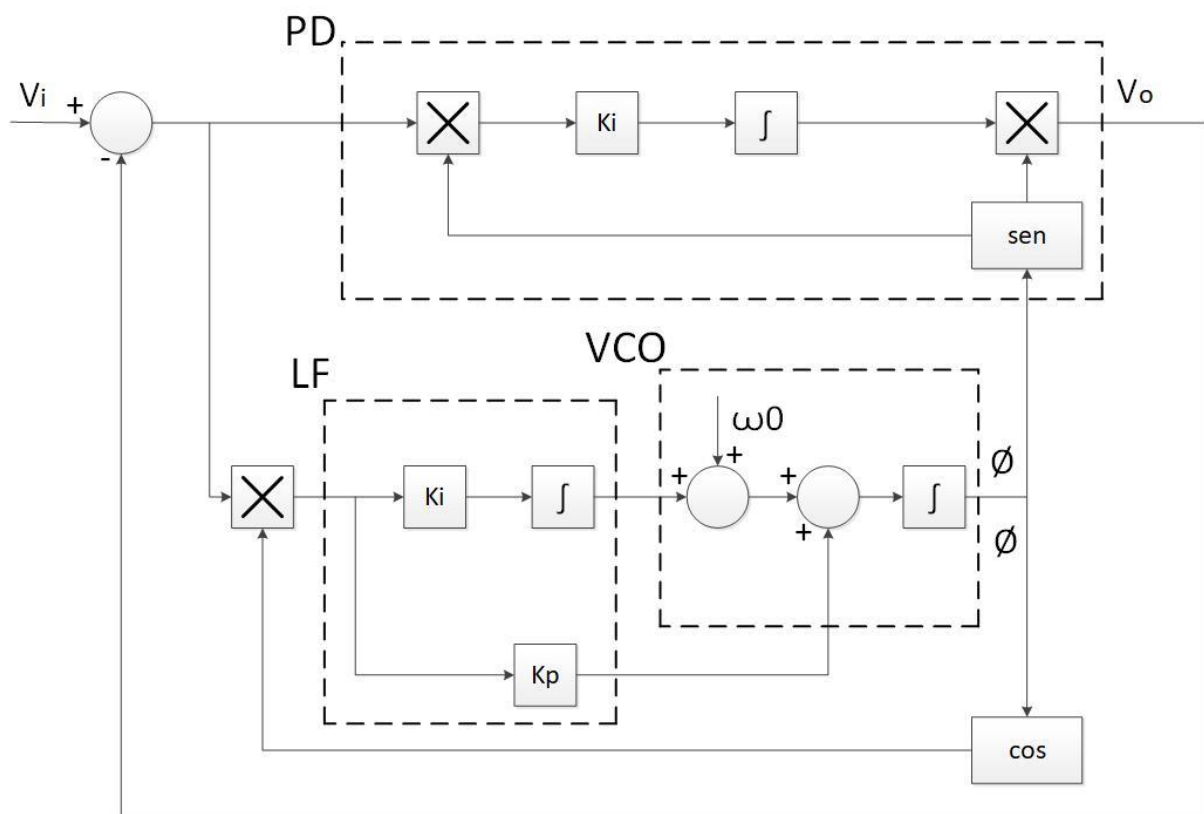 PD
Vi
+
-
Ki
∫
Vo
sen
VCO
LF
ω0
+
+
+
+
Ki
∫
∫
Ø
Ø
Kp
cos